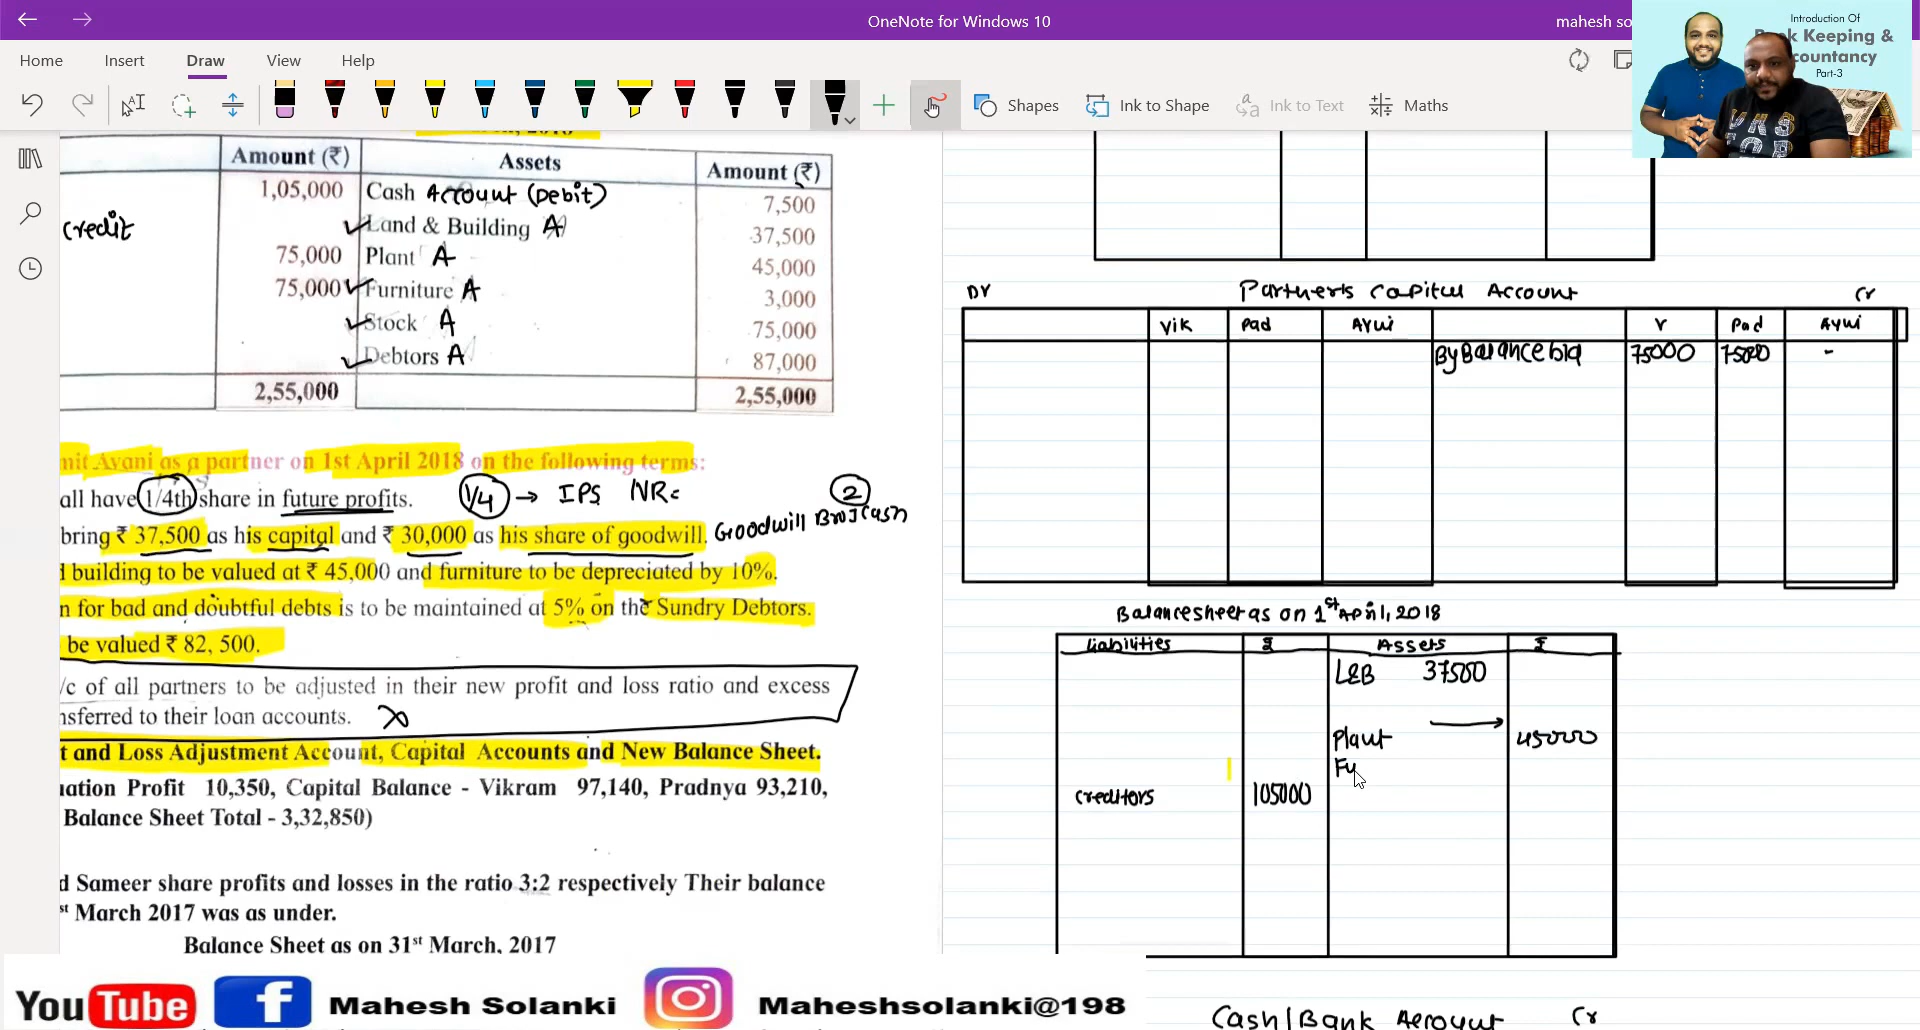 OneNote for Windows 10
mahesh so
Home
Insert
Draw
View
Help
Shapes
Ink to Shape
Ink to Text
Maths
Introduction Of
Keeping &
countancy
Part-3
Amount (₹)
Assets
Amount (₹)
1,05,000
Cash Account (Debit)
7,500
credit
Land & Building A
37,500
75,000
Plant A
45,000
75,000
Furniture A
3,000
Stock A
75,000
Debtors A
87,000
2,55,000
2,55,000
nit Avani as a partner on 1st April 2018 on the following terms:
all have 1/4th share in future profits.
1/4 → IPS
2
bring ₹ 37,500 as his capital and ₹ 30,000 as his share of goodwill.
Goodwill
l building to be valued at ₹ 45,000 and furniture to be depreciated by 10%.
n for bad and doubtful debts is to be maintained at 5% on the Sundry Debtors.
be valued ₹ 82, 500.
/c of all partners to be adjusted in their new profit and loss ratio and excess
nsferred to their loan accounts.
t and Loss Adjustment Account, Capital Accounts and New Balance Sheet.
uation Profit 10,350, Capital Balance - Vikram 97,140, Pradnya 93,210,
Balance Sheet Total - 3,32,850)
d Sameer share profits and losses in the ratio 3:2 respectively Their balance
st March 2017 was as under.
Balance Sheet as on 31st March, 2017
Dr
Partner's Capital Account
Cr
Vik
Pad
Avni
V
Pad
Avni
By Balance b/d
75000
75000
-
Balancesheet as on 1st April, 2018
Liabilities
₹
Assets
₹
L&B 37500
Plant
45000
Fu
creditors
105000
Cash/Bank Account
Cr
YouTube
f
Mahesh Solanki
Maheshsolanki@198